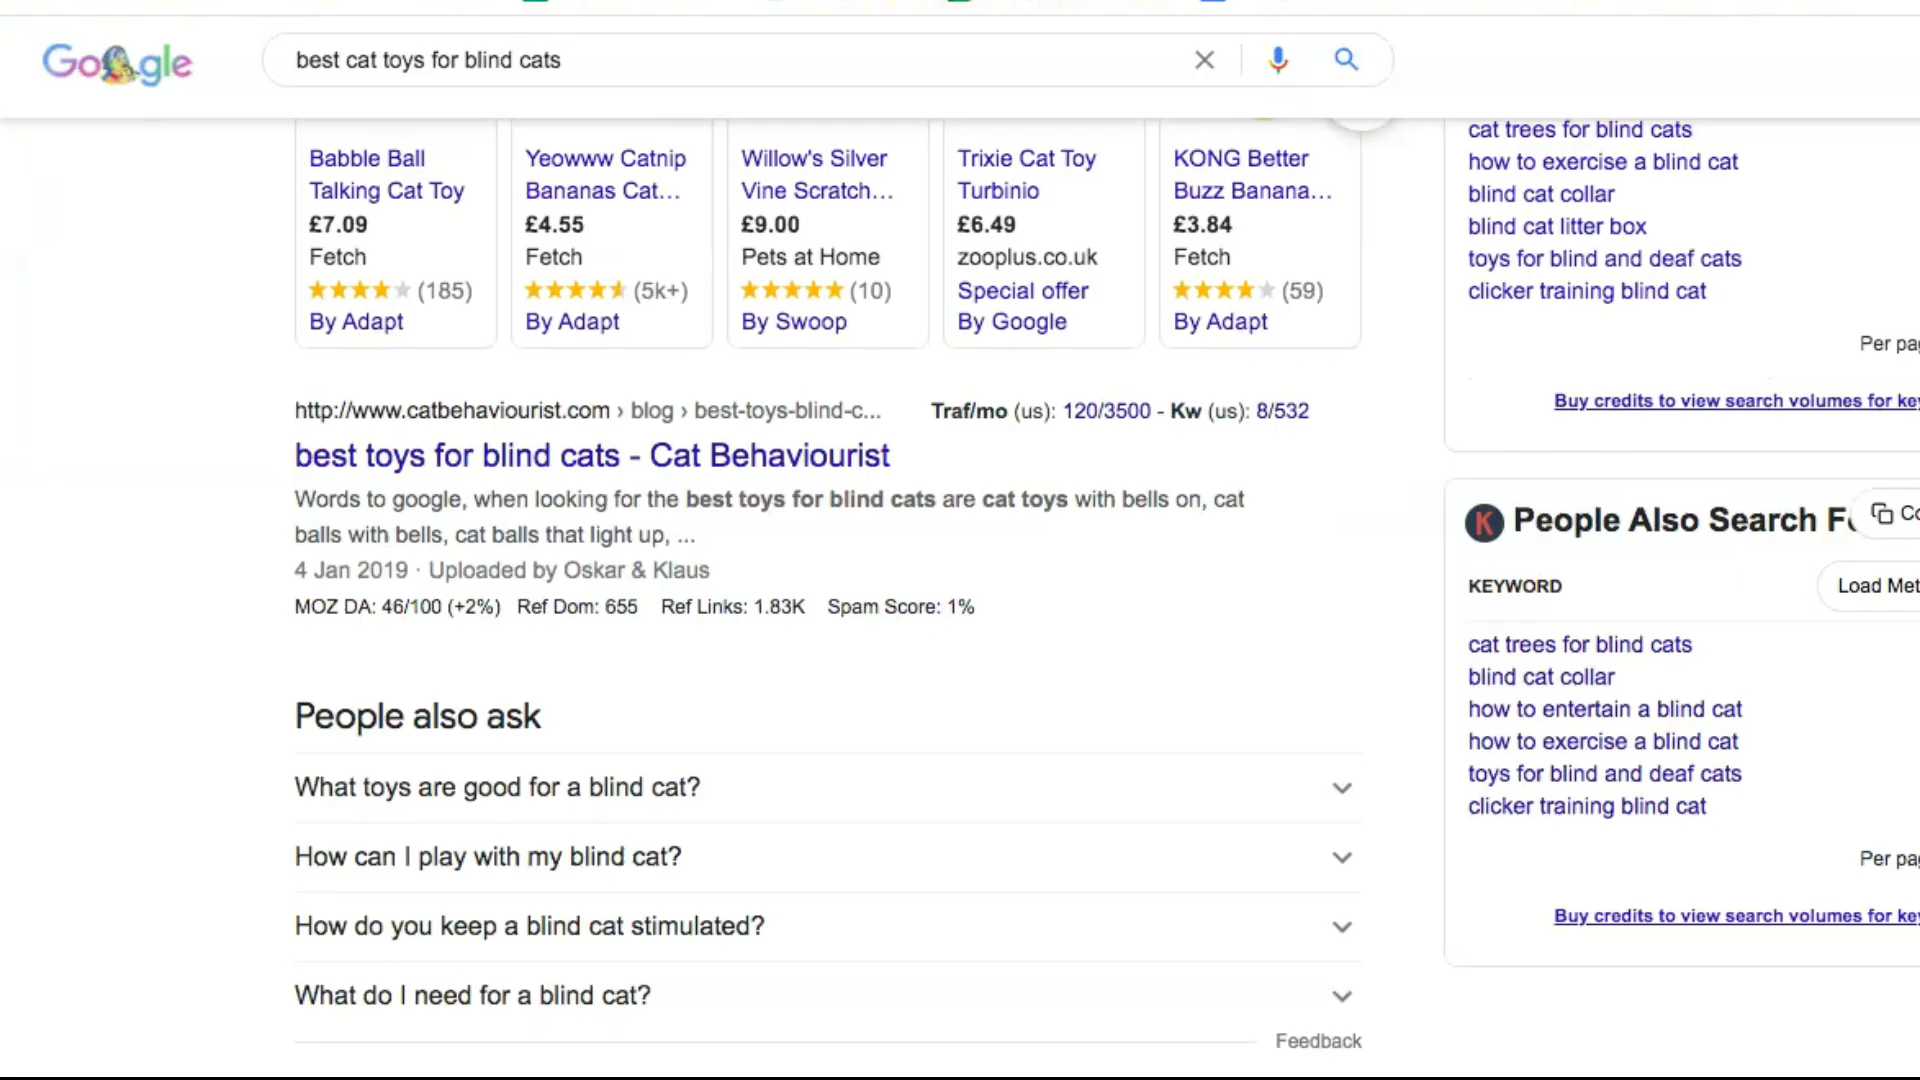 Google
best cat toys for blind cats
Babble Ball
Talking Cat Toy
£7.09
Fetch
(185)
By Adapt
Yeowww Catnip
Bananas Cat...
£4.55
Fetch
(5k+)
By Adapt
Willow's Silver
Vine Scratch...
£9.00
Pets at Home
(10)
By Swoop
Trixie Cat Toy
Turbinio
£6.49
zooplus.co.uk
Special offer
By Google
KONG Better
Buzz Banana...
£3.84
Fetch
(59)
By Adapt
http://www.catbehaviourist.com › blog › best-toys-blind-c... Traf/mo (us): 120/3500 - Kw (us): 8/532
best toys for blind cats - Cat Behaviourist
Words to google, when looking for the best toys for blind cats are cat toys with bells on, cat
balls with bells, cat balls that light up, ...
4 Jan 2019 · Uploaded by Oskar & Klaus
MOZ DA: 46/100 (+2%) Ref Dom: 655 Ref Links: 1.83K Spam Score: 1%
People also ask
What toys are good for a blind cat?
How can I play with my blind cat?
How do you keep a blind cat stimulated?
What do I need for a blind cat?
Feedback
cat trees for blind cats
how to exercise a blind cat
blind cat collar
blind cat litter box
toys for blind and deaf cats
clicker training blind cat
Per
Buy credits to view search volumes for
K People Also Search
KEYWORD
Load
cat trees for blind cats
blind cat collar
how to entertain a blind cat
how to exercise a blind cat
toys for blind and deaf cats
clicker training blind cat
Per
Buy credits to view search volumes for